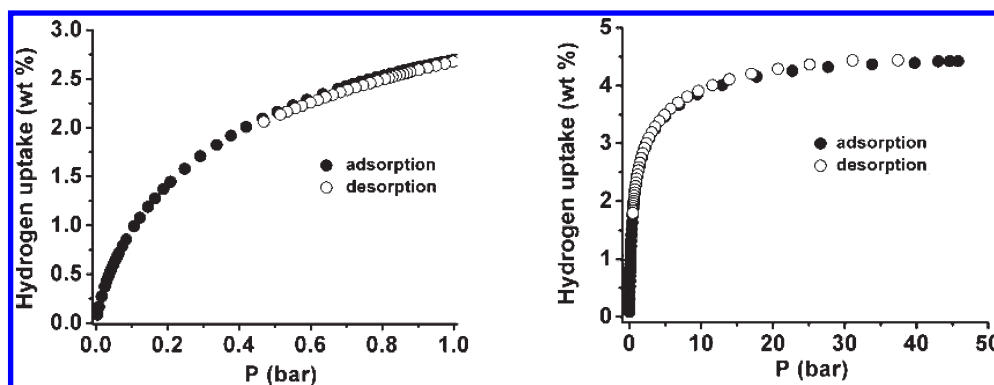 Hydrogen uptake (wt %)
3.0
2.5
2.0
1.5
1.0
0.5
0.0
adsorption
desorption
0.0 0.2 0.4 0.6 0.8 1.0
P (bar)
Hydrogen uptake (wt %)
5
4
3
2
1
0
adsorption
desorption
0 10 20 30 40 50
P (bar)